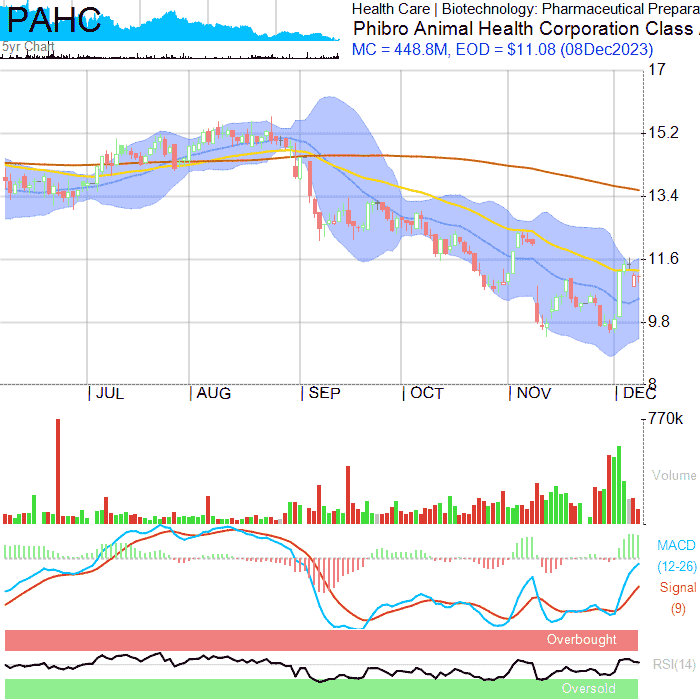 PAHC
5yr Chart
Health Care | Biotechnology: Pharmaceutical Prepara
Phibro Animal Health Corporation Class
MC = 448.8M, EOD = $11.08 (08Dec2023)
17
15.2
13.4
11.6
9.8
8
JUL
AUG
SEP
OCT
NOV
DEC
770k
Volume
MACD
(12-26)
Signal
(9)
Overbought
RSI(14)
Oversold